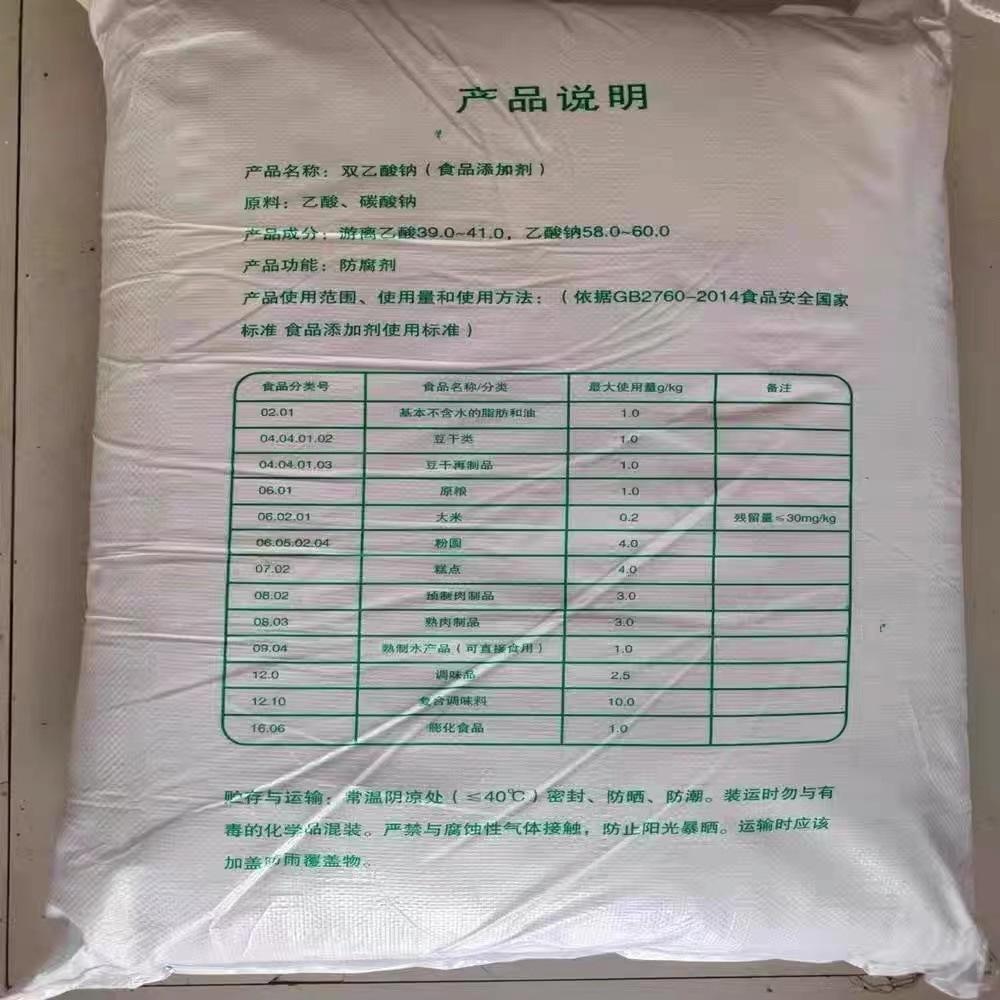 产品说明
产品名称：双乙酸钠（食品添加剂）
原料：乙酸、碳酸钠
产品成分：游离乙酸39.0~41.0，乙酸钠58.0~60.0
产品功能：防腐剂
产品使用范围、使用量和使用方法：（依据GB2760-2014食品安全国家
标准 食品添加剂使用标准）
食品分类号 食品名称/分类 最大使用量g/kg 备注
02.01 基本不含水的脂肪和油 1.0
04.04.01.02 豆干类 1.0
04.04.01.03 豆干再制品 1.0
06.01 原粮 1.0
06.02.01 大米 0.2 残留量≤30mg/kg
06.05.02.04 粉圆 4.0
07.02 糕点 4.0
08.02 预制肉制品 3.0
08.03 熟肉制品 3.0
09.04 熟制水产品（可直接食用） 1.0
12.0 调味品 2.5
12.10 复合调味料 10.0
16.06 膨化食品 1.0
贮存与运输：常温阴凉处（≤40℃）密封、防晒、防潮。装运时勿与有
毒的化学品混装。严禁与腐蚀性气体接触，防止阳光暴晒。运输时应该
加盖防雨覆盖物。